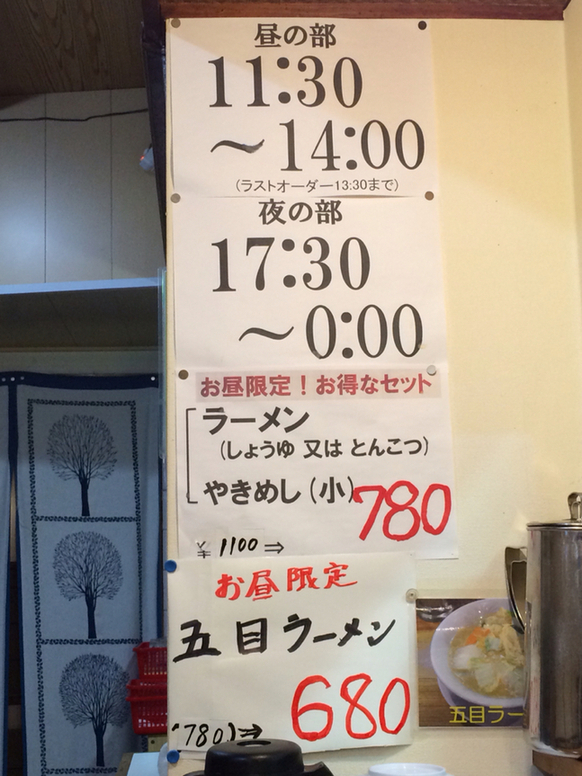 昼の部
11:30
～14:00
(ラストオーダー13:30まで)
夜の部
17:30
～0:00
お昼限定！お得なセット
ラーメン
(しょうゆ 又は とんこつ)
やきめし(小)780
¥1100⇒
お昼限定
五目ラーメン
(780)⇒ 680
五目ラー